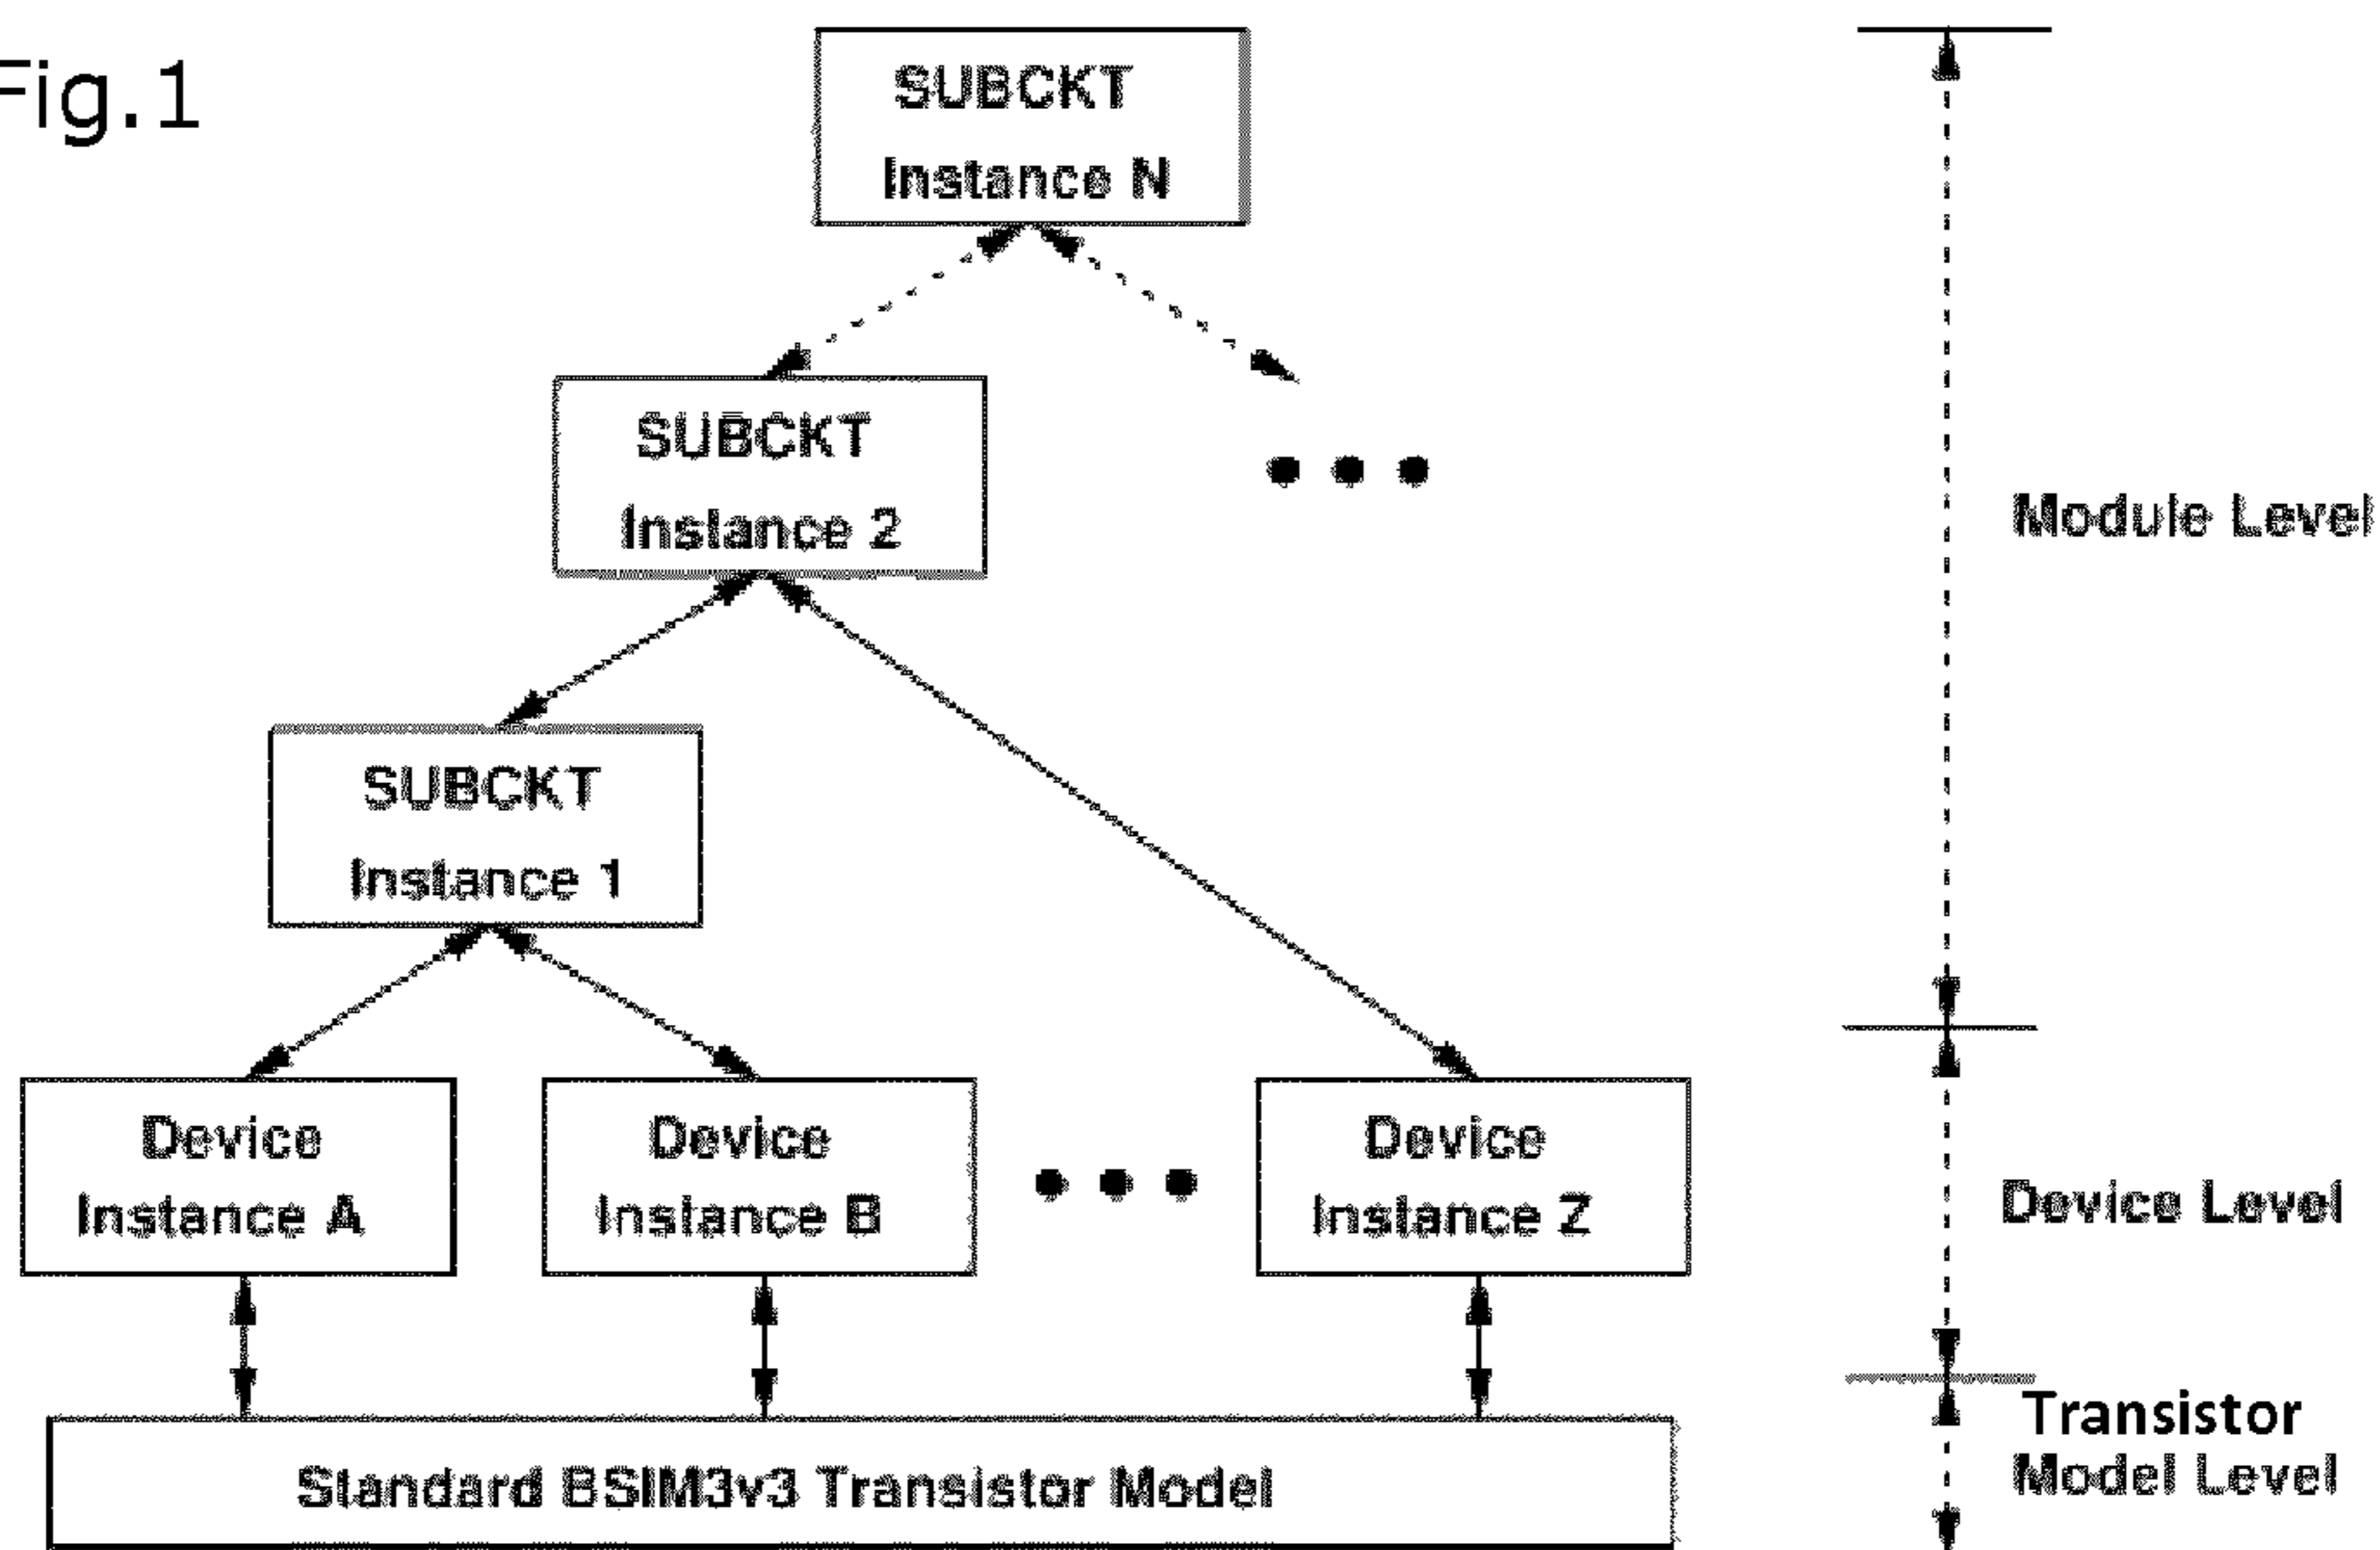 Fig.1
SUBCKT
Instance N
SUBCKT
Instance 2
Module Level
SUBCKT
Instance 1
Device
Instance A
Device
Instance B
Device
Instance Z
Device Level
Transistor
Model Level
Standard BSIM3v3 Transistor Model